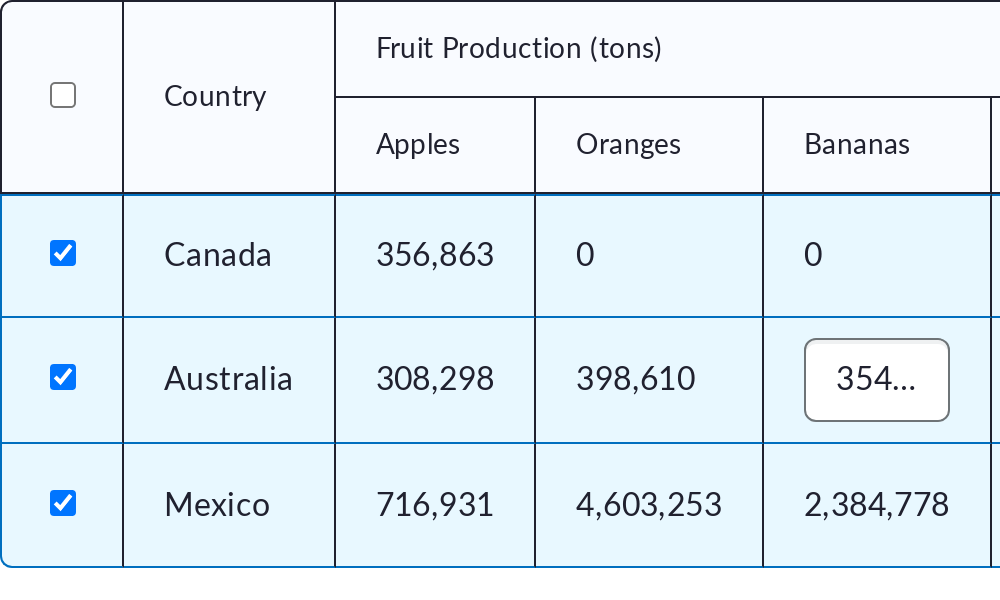 Fruit Production (tons)
Country
Apples Oranges Bananas
Canada 356,863 0 0
Australia 308,298 398,610 354...
Mexico 716,931 4,603,253 2,384,778